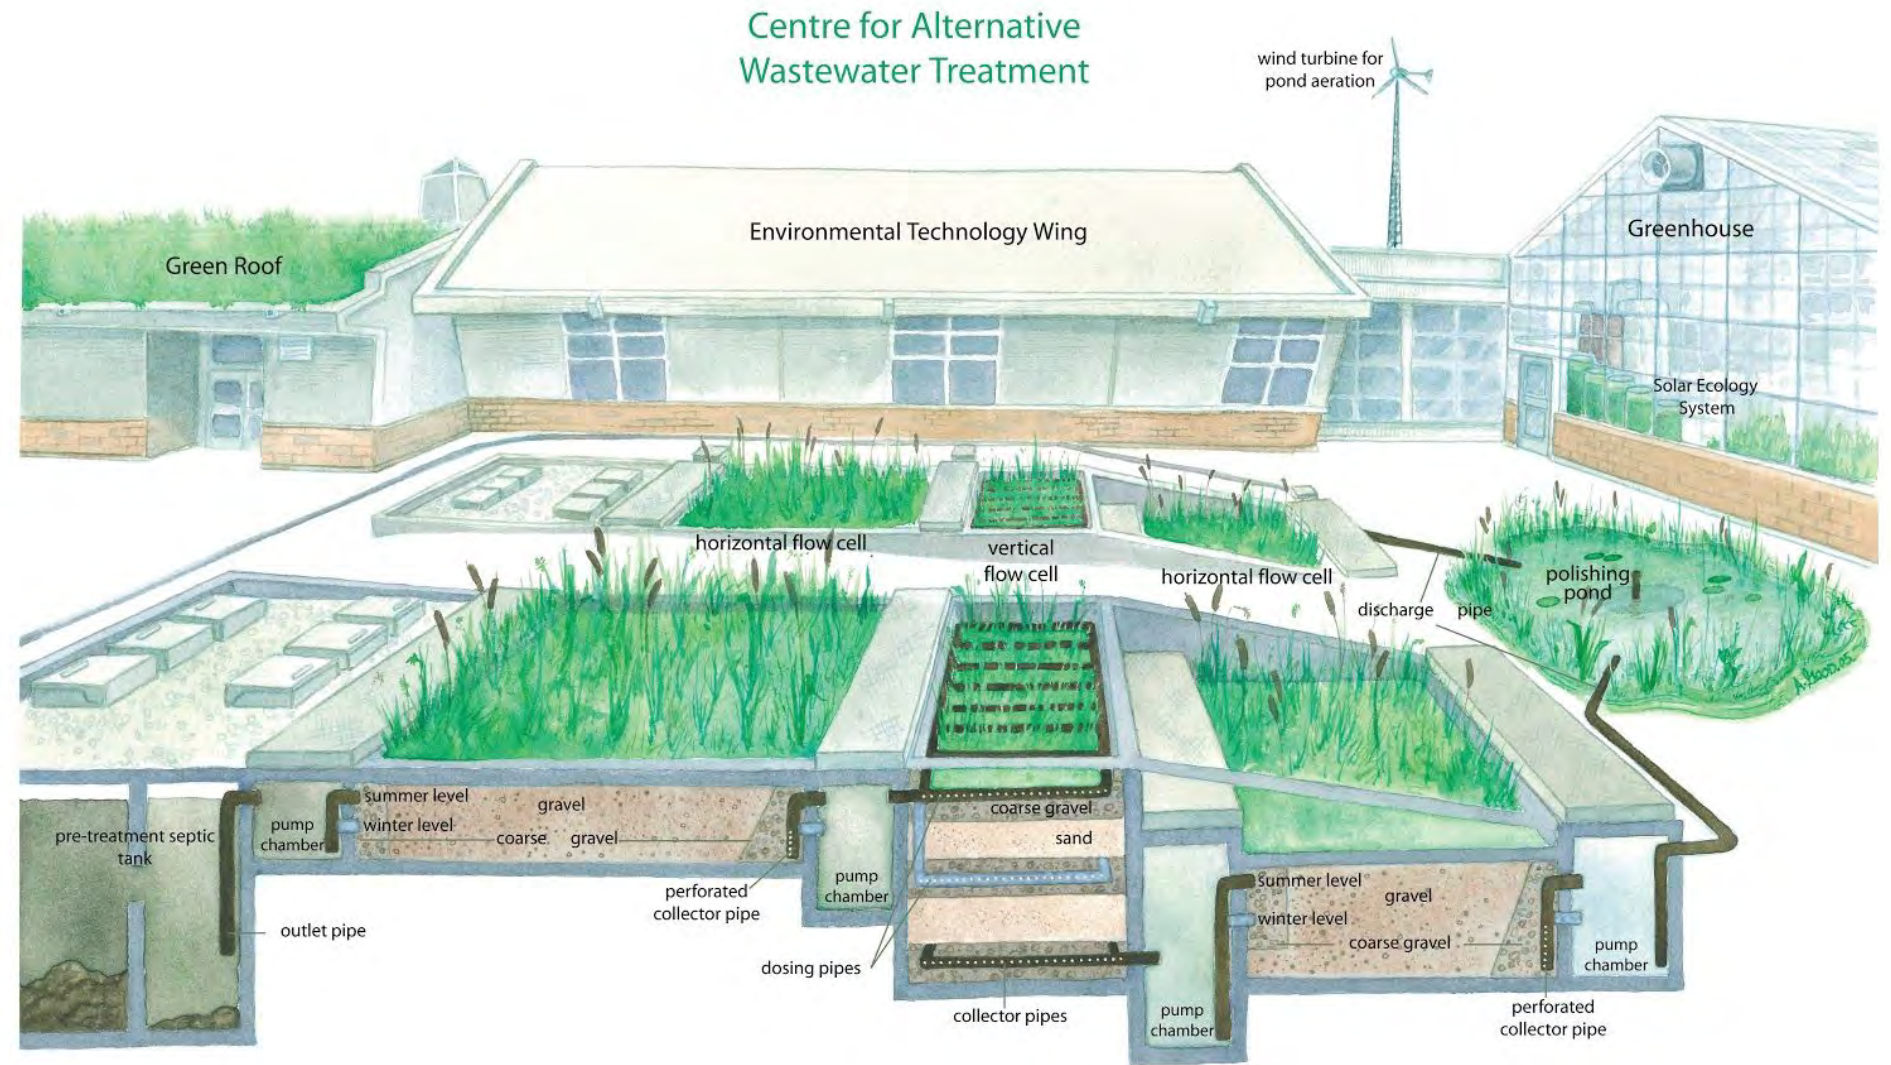 Centre for Alternative
Wastewater Treatment
wind turbine for
pond aeration
Green Roof
Environmental Technology Wing
Greenhouse
Solar Ecology
System
horizontal flow cell
vertical
flow cell
horizontal flow cell
polishing
pond
discharge pipe
pre-treatment septic
tank
outlet pipe
pump
chamber
summer level
winter level
gravel
coarse gravel
perforated
collector pipe
pump
chamber
coarse gravel
sand
dosing pipes
collector pipes
pump
chamber
summer level
winter level
gravel
coarse gravel
perforated
collector pipe
pump
chamber